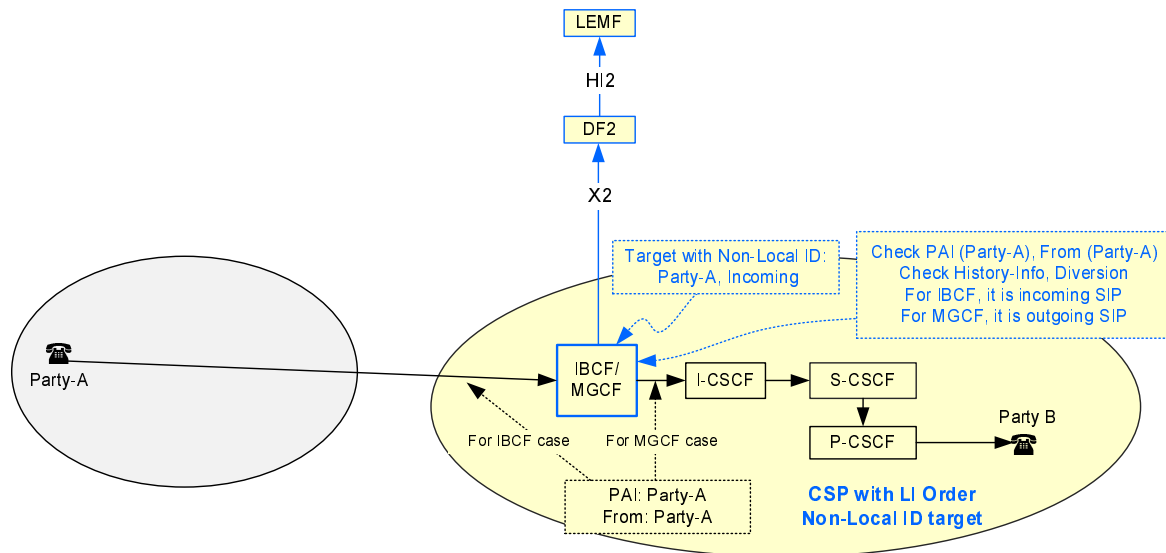 LEMF
HI2
DF2
X2
Target with Non-Local ID:
Party-A, Incoming
Check PAI (Party-A), From (Party-A)
Check History-Info, Diversion
For IBCF, it is incoming SIP
For MGCF, it is outgoing SIP
Party-A
IBCF/
MGCF
I-CSCF
S-CSCF
P-CSCF
Party B
For IBCF case
For MGCF case
PAI: Party-A
From: Party-A
CSP with LI Order
Non-Local ID target